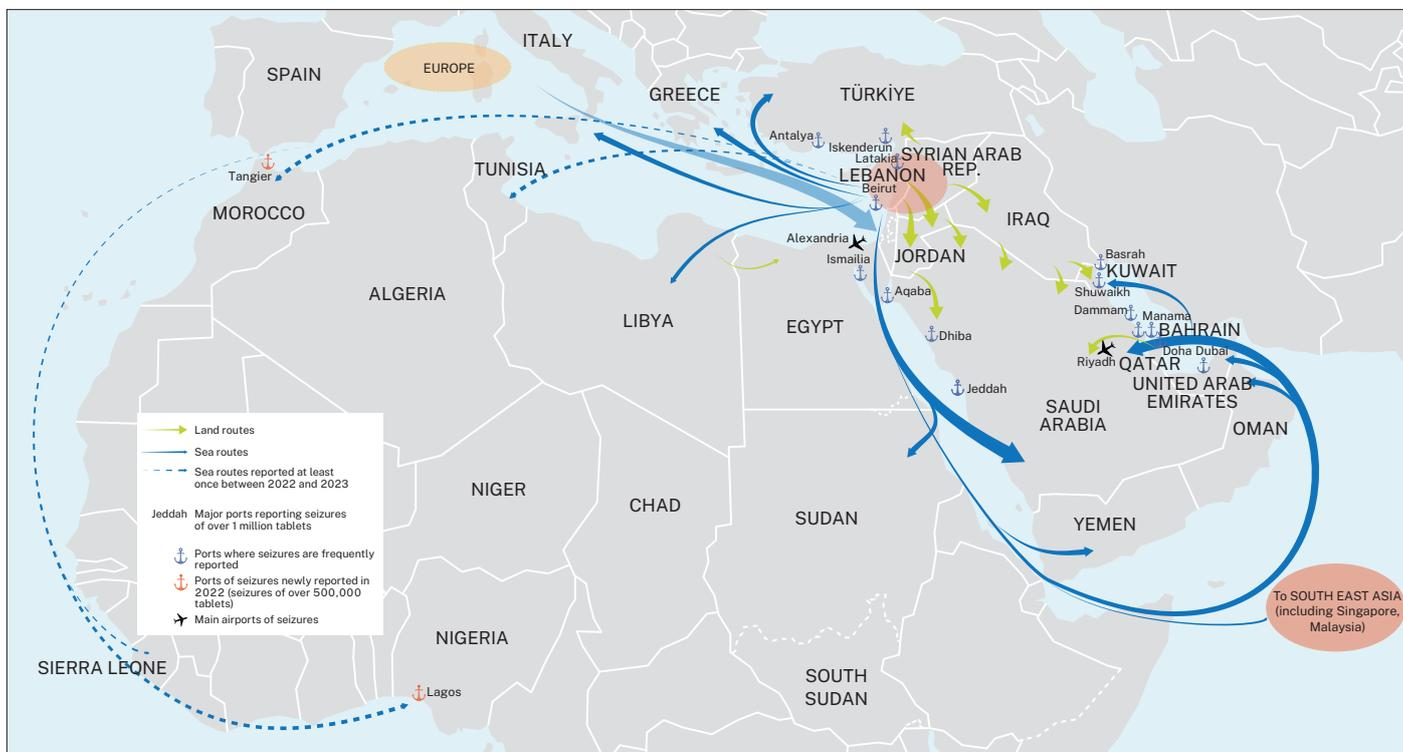 ITALY
EUROPE
SPAIN
GREECE
TÜRKİYE
Antalya
Iskenderun
Latakia
SYRIAN ARAB
REP.
LEBANON
Beirut
TUNISIA
Tangier
MOROCCO
IRAQ
Alexandria
Ismailia
JORDAN
Basrah
KUWAIT
Shuwaikh
Aqaba
ALGERIA
LIBYA
EGYPT
Dhiba
Dammam
Manama
BAHRAIN
Doha Dubai
Riyadh
QATAR
UNITED ARAB
EMIRATES
Jeddah
SAUDI
ARABIA
OMAN
Land routes
Sea routes
Sea routes reported at least
once between 2022 and 2023
Jeddah Major ports reporting seizures
of over 1 million tablets
Ports where seizures are frequently
reported
Ports of seizures newly reported in
2022 (seizures of over 500,000
tablets)
Main airports of seizures
NIGER
CHAD
SUDAN
YEMEN
To SOUTH EAST ASIA
(including Singapore,
Malaysia)
NIGERIA
SIERRA LEONE
Lagos
SOUTH
SUDAN